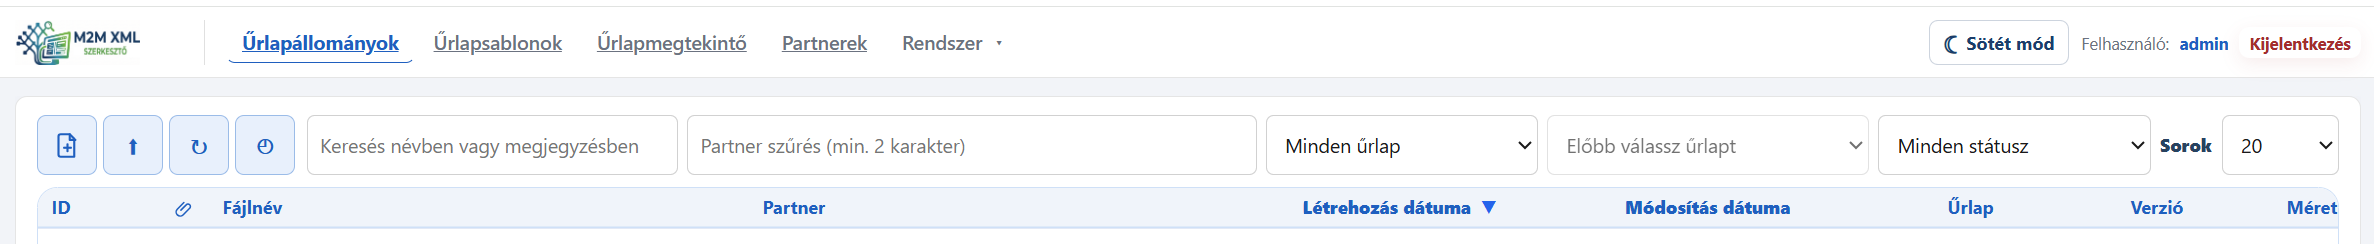 M2M XML
SZERKESZTŐ
Űrlapállományok Űrlapsablonok Űrlapmegtekintő Partnerek Rendszer
Sötét mód Felhasználó: admin Kijelentkezés
Keresés névben vagy megjegyzésben Partner szűrés (min. 2 karakter) Minden űrlap Előbb válassz űrlapt Minden státusz Sorok 20
ID Fájlnév Partner Létrehozás dátuma ▼ Módosítás dátuma Űrlap Verzió Méret